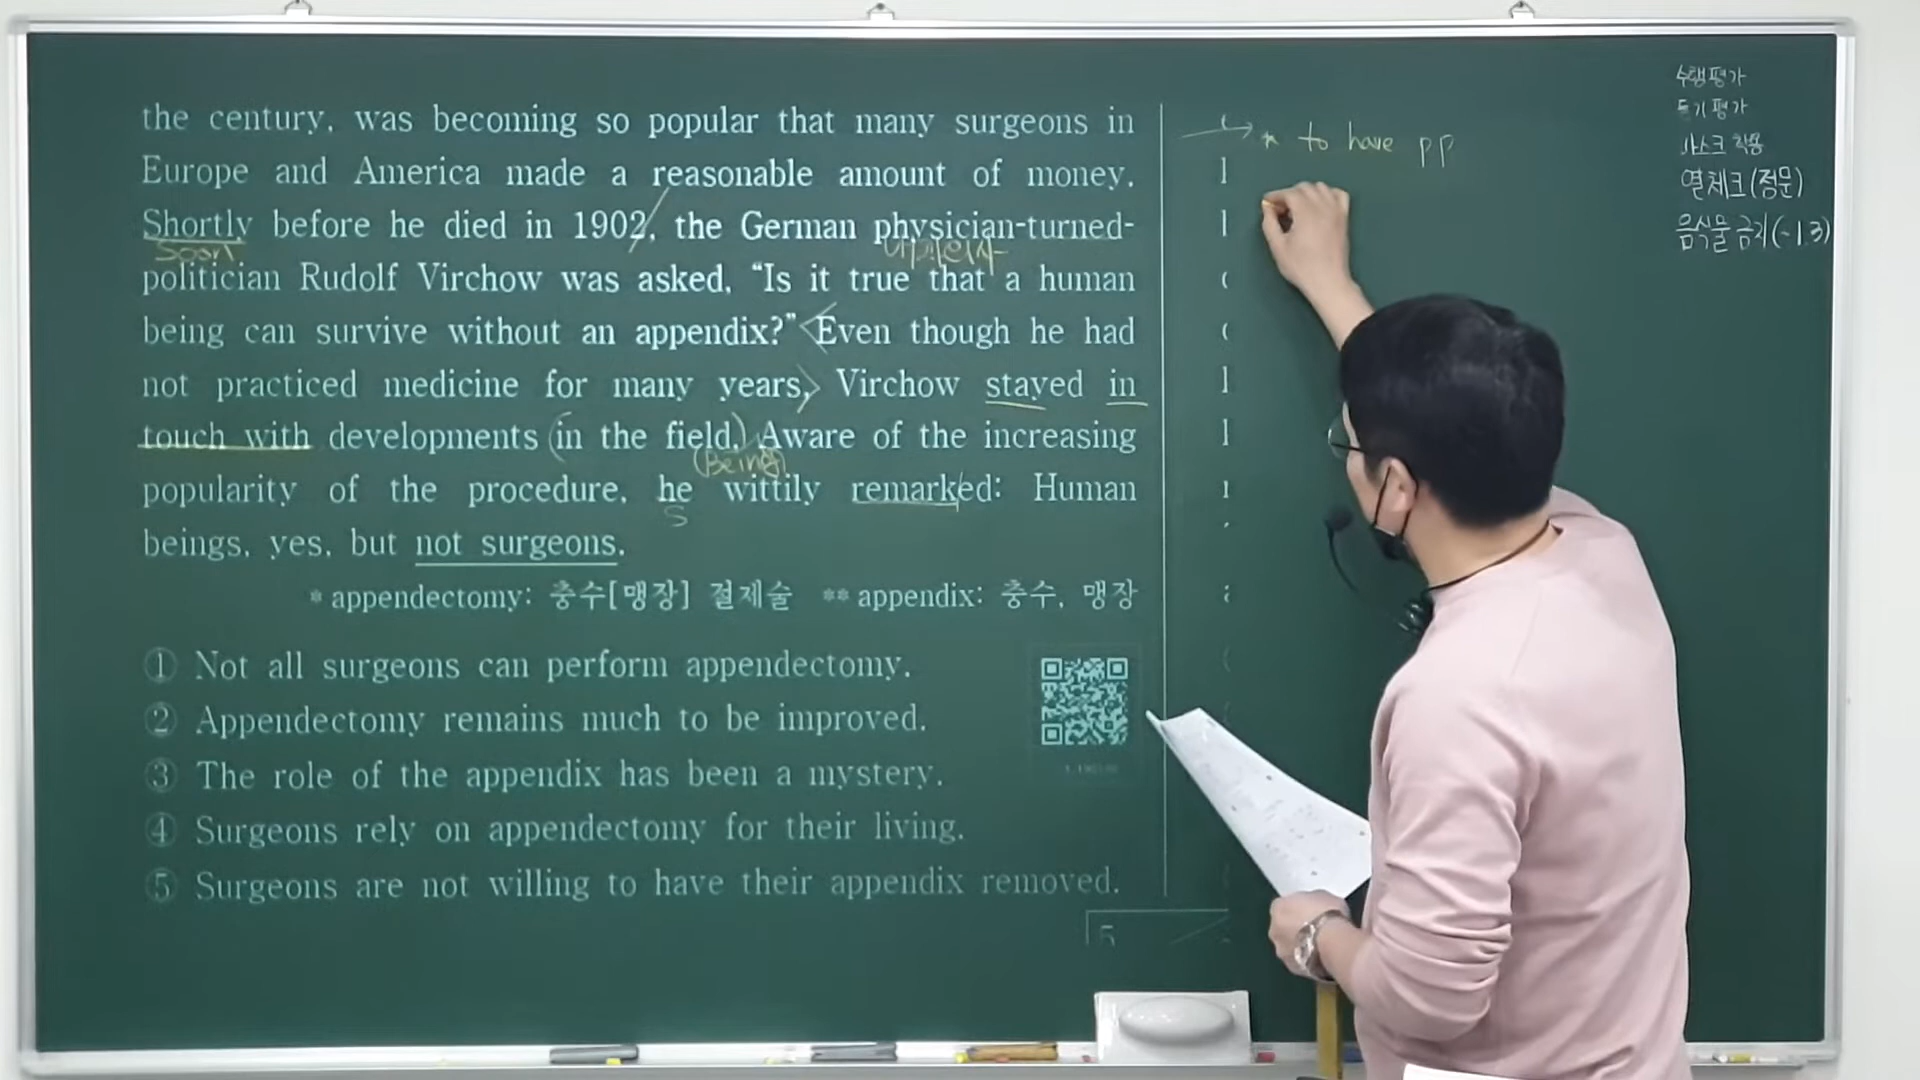 the century, was becoming so popular that many surgeons in
Europe and America made a reasonable amount of money.
Shortly before he died in 1902, the German physician-turned-
Soon
politician Rudolf Virchow was asked, “Is it true that a human
being can survive without an appendix?” Even though he had
not practiced medicine for many years, Virchow stayed in
touch with developments (in the field.) Aware of the increasing
(Being)
popularity of the procedure, he wittily remarked: Human
S
beings, yes, but not surgeons.
* appendectomy: 충수[맹장] 절제술 ** appendix: 충수, 맹장
① Not all surgeons can perform appendectomy.
② Appendectomy remains much to be improved.
③ The role of the appendix has been a mystery.
④ Surgeons rely on appendectomy for their living.
⑤ Surgeons are not willing to have their appendix removed.
5
to have pp
수행평가
듣기평가
마스크 착용
열체크(정문)
음식물 금지(-1.3)